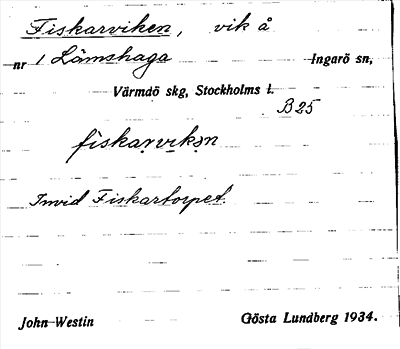 Fiskarviken, vik å
nr 1 Lämshaga Ingarö sn,
Värmdö skg, Stockholms l.
B25
fiskarvikən
Invid Fiskartorpet.
John Westin Gösta Lundberg 1934.